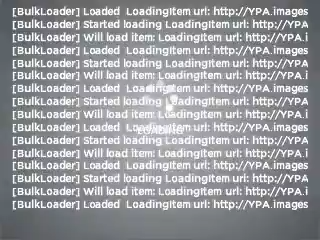 [BulkLoader] Loaded  LoadingItem url: http://YPA.images
[BulkLoader] Started loading LoadingItem url: http://YPA
[BulkLoader] Will load item: LoadingItem url: http://YPA.i
[BulkLoader] Loaded  LoadingItem url: http://YPA.images
[BulkLoader] Started loading LoadingItem url: http://YPA
[BulkLoader] Will load item: LoadingItem url: http://YPA.i
[BulkLoader] Loaded  LoadingItem url: http://YPA.images
[BulkLoader] Started loading LoadingItem url: http://YPA
[BulkLoader] Will load item: LoadingItem url: http://YPA.i
[BulkLoader] Loaded  LoadingItem url: http://YPA.images
[BulkLoader] Started loading LoadingItem url: http://YPA
[BulkLoader] Will load item: LoadingItem url: http://YPA.i
[BulkLoader] Loaded  LoadingItem url: http://YPA.images
[BulkLoader] Started loading LoadingItem url: http://YPA
[BulkLoader] Will load item: LoadingItem url: http://YPA.i
[BulkLoader] Loaded  LoadingItem url: http://YPA.images